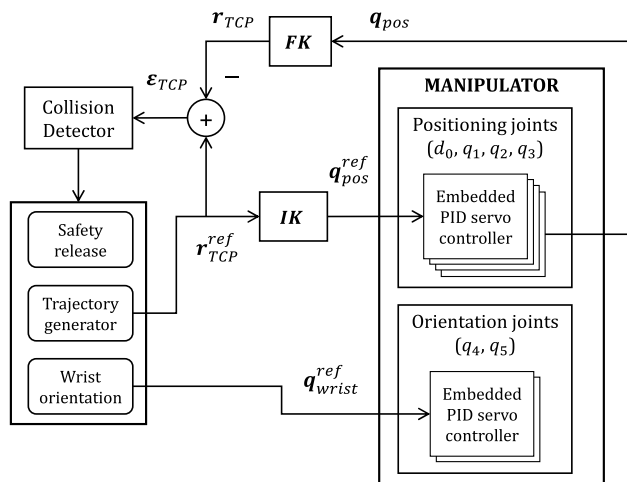 r_TCP
FK
q_pos
−
ε_TCP
MANIPULATOR
Collision
Detector
+
Positioning joints
(d_0, q_1, q_2, q_3)
q_pos^ref
Embedded
PID servo
controller
Safety
release
IK
r_TCP^ref
Trajectory
generator
Orientation joints
(q_4, q_5)
Wrist
orientation
q_wrist^ref
Embedded
PID servo
controller